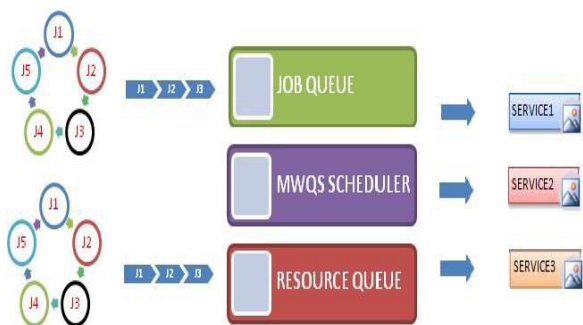 J1
J5
J2
J4
J3
J1 J2 J3
JOB QUEUE
SERVICE1
MWQS SCHEDULER
SERVICE2
J1
J5
J2
J4
J3
J1 J2 J3
RESOURCE QUEUE
SERVICE3